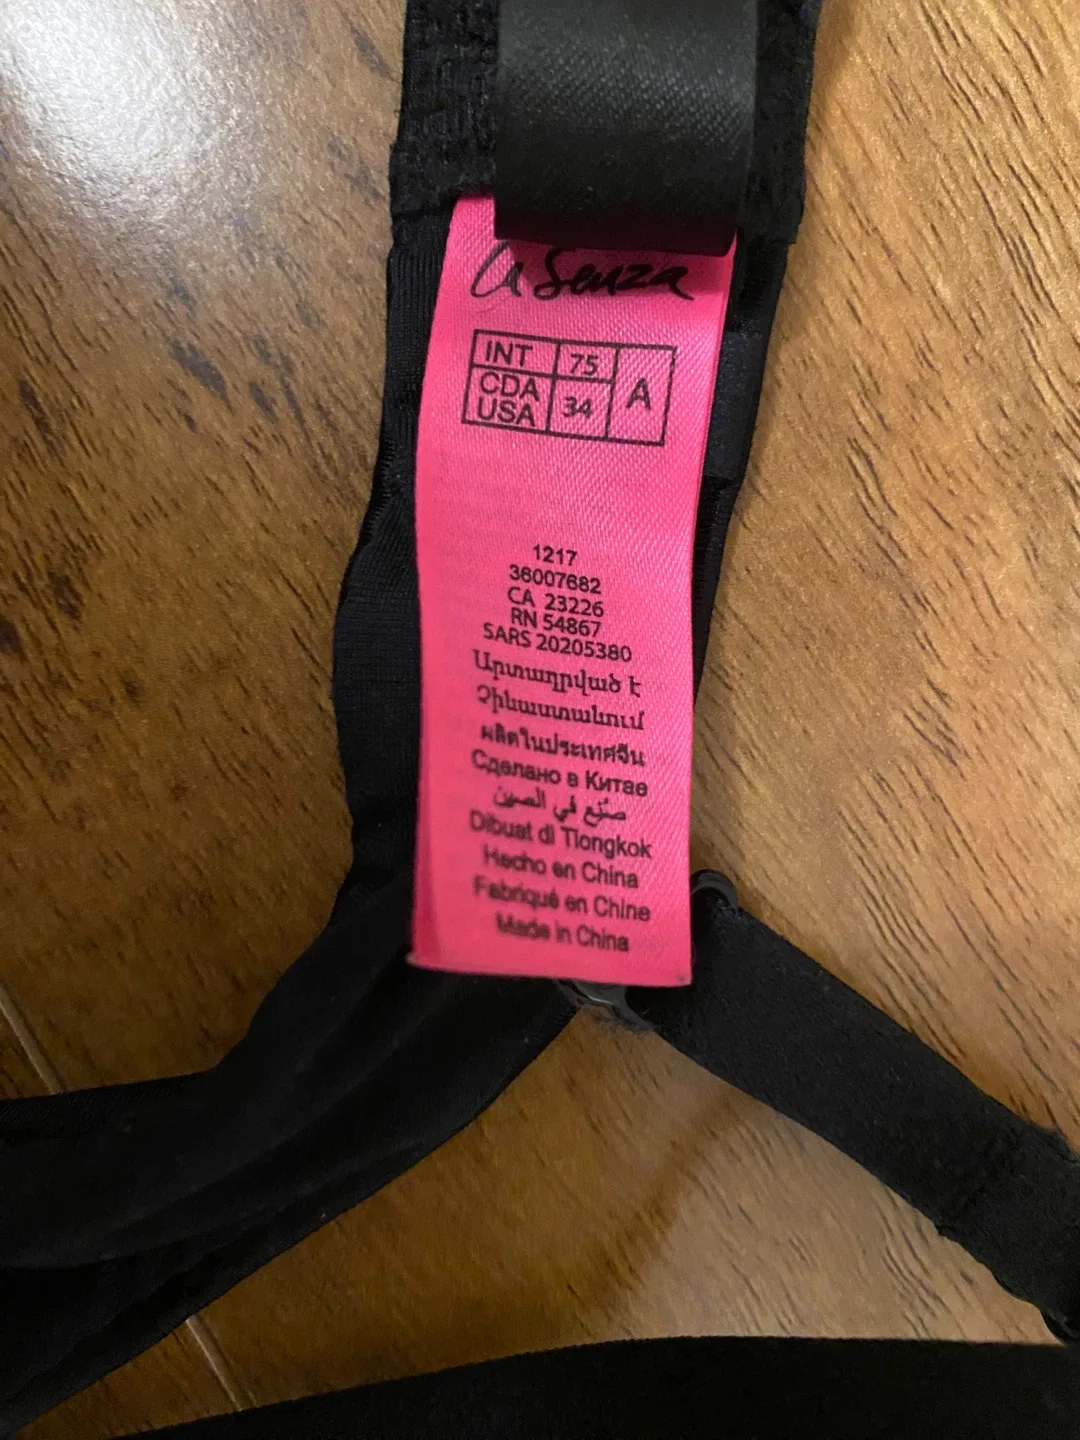 la Senza
INT 75 A
CDA USA 34
1217
36007682
CA 23226
RN 54867
SARS 20205380
Արտադրված է
Չինաստանում
ผลิตในประเทศจีน
Сделано в Китае
صُنِع في الصين
Dibuat di Tiongkok
Hecho en China
Fabriqué en Chine
Made in China